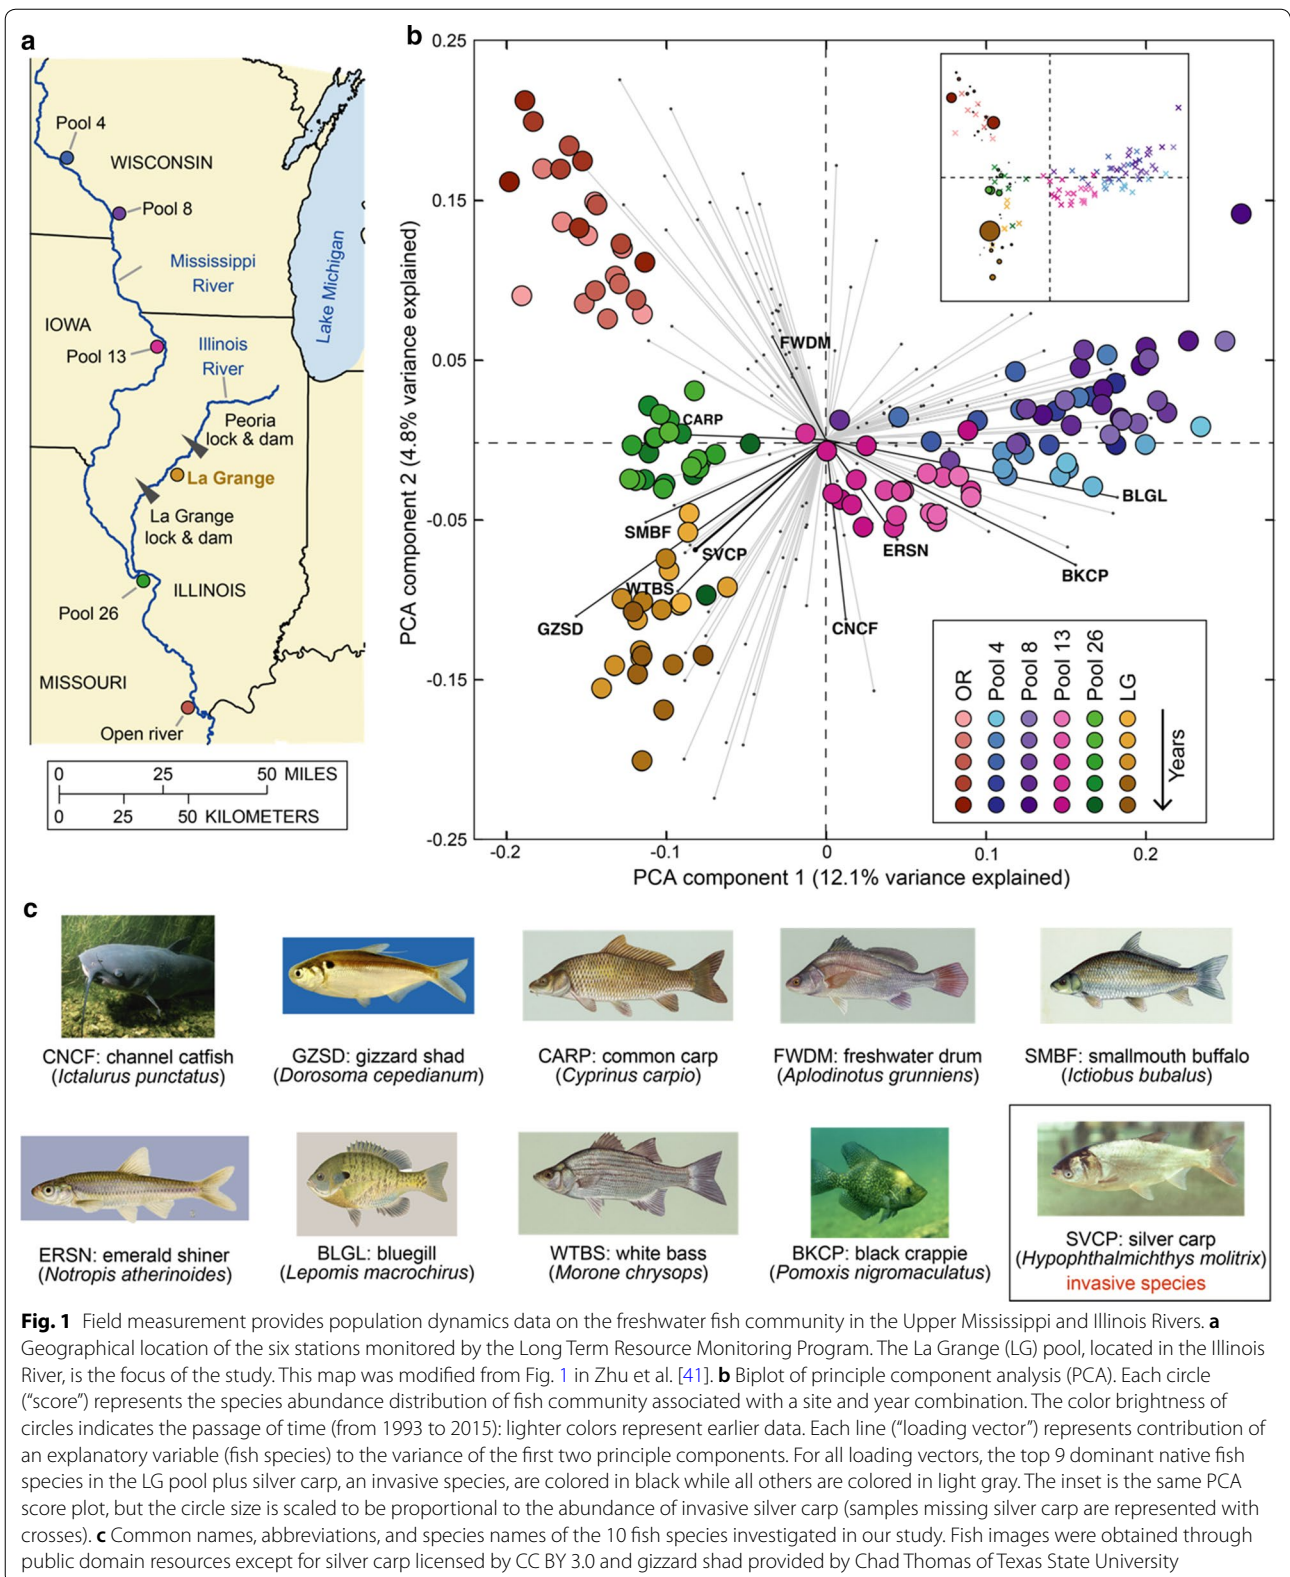 a
Pool 4
WISCONSIN
Pool 8
Mississippi
River
Lake Michigan
IOWA
Pool 13
Illinois
River
Peoria
lock & dam
La Grange
La Grange
lock & dam
ILLINOIS
Pool 26
MISSOURI
Open river
0 25 50 MILES
0 25 50 KILOMETERS
b
0.25
0.15
0.05
-0.05
-0.15
-0.25
PCA component 2 (4.8% variance explained)
FWDM
CARP
SMBF
SVCP
WTBS
GZSD
CNCF
ERSN
BLGL
BKCP
OR
Pool 4
Pool 8
Pool 13
Pool 26
LG
Years
-0.2 -0.1 0 0.1 0.2
PCA component 1 (12.1% variance explained)
c
CNCF: channel catfish
(Ictalurus punctatus)
GZSD: gizzard shad
(Dorosoma cepedianum)
CARP: common carp
(Cyprinus carpio)
FWDM: freshwater drum
(Aplodinotus grunniens)
SMBF: smallmouth buffalo
(Ictiobus bubalus)
ERSN: emerald shiner
(Notropis atherinoides)
BLGL: bluegill
(Lepomis macrochirus)
WTBS: white bass
(Morone chrysops)
BKCP: black crappie
(Pomoxis nigromaculatus)
SVCP: silver carp
(Hypophthalmichthys molitrix)
invasive species
Fig. 1 Field measurement provides population dynamics data on the freshwater fish community in the Upper Mississippi and Illinois Rivers. a
Geographical location of the six stations monitored by the Long Term Resource Monitoring Program. The La Grange (LG) pool, located in the Illinois
River, is the focus of the study. This map was modified from Fig. 1 in Zhu et al. [41]. b Biplot of principle component analysis (PCA). Each circle
(“score”) represents the species abundance distribution of fish community associated with a site and year combination. The color brightness of
circles indicates the passage of time (from 1993 to 2015): lighter colors represent earlier data. Each line (“loading vector”) represents contribution of
an explanatory variable (fish species) to the variance of the first two principle components. For all loading vectors, the top 9 dominant native fish
species in the LG pool plus silver carp, an invasive species, are colored in black while all others are colored in light gray. The inset is the same PCA
score plot, but the circle size is scaled to be proportional to the abundance of invasive silver carp (samples missing silver carp are represented with
crosses). c Common names, abbreviations, and species names of the 10 fish species investigated in our study. Fish images were obtained through
public domain resources except for silver carp licensed by CC BY 3.0 and gizzard shad provided by Chad Thomas of Texas State University